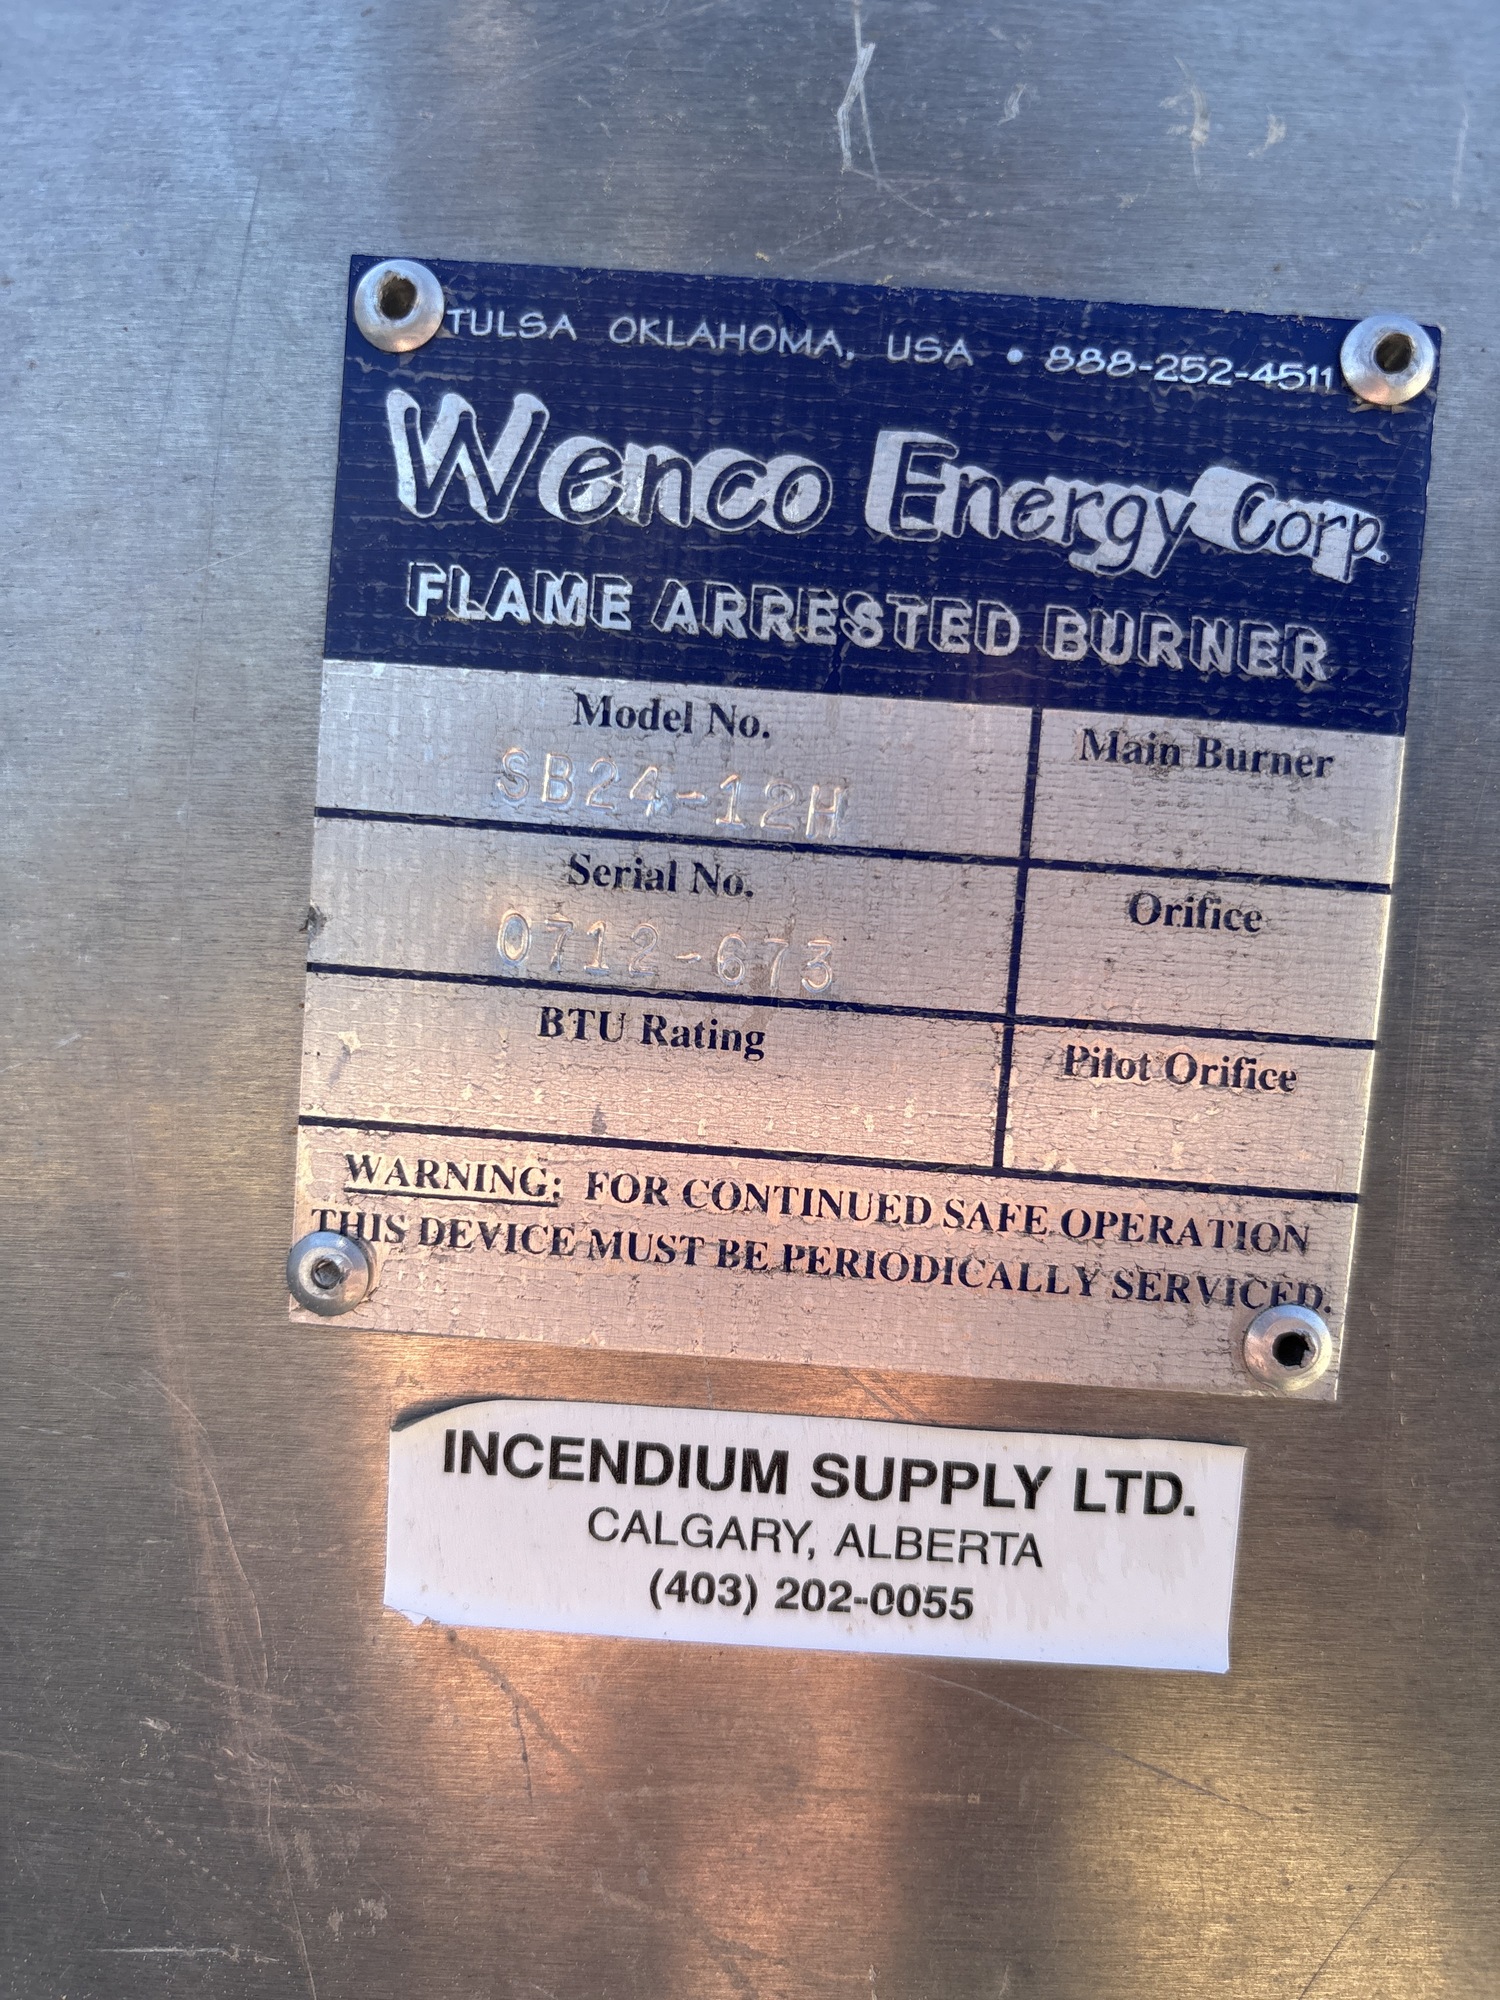 TULSA OKLAHOMA, USA • 888-252-4511
Wenco Energy Corp.
FLAME ARRESTED BURNER
Model No.
SB24-12H
Main Burner
Serial No.
0712-673
Orifice
BTU Rating
Pilot Orifice
WARNING: FOR CONTINUED SAFE OPERATION
THIS DEVICE MUST BE PERIODICALLY SERVICED.
INCENDIUM SUPPLY LTD.
CALGARY, ALBERTA
(403) 202-0055